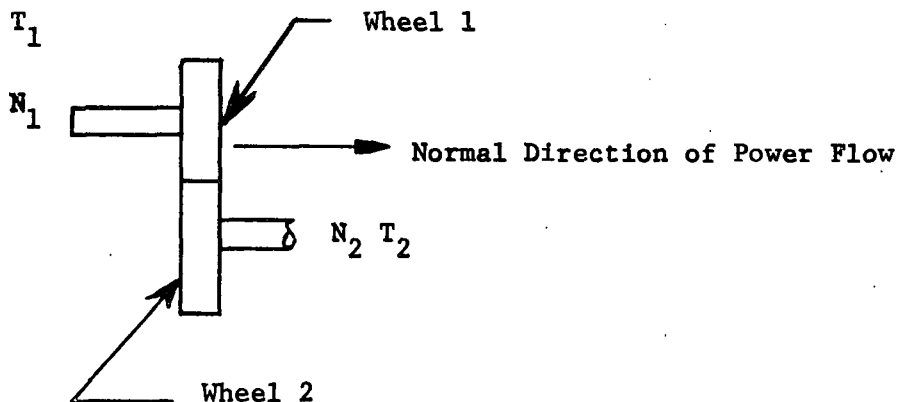 T1
Wheel 1
N1
Normal Direction of Power Flow
N2 T2
Wheel 2